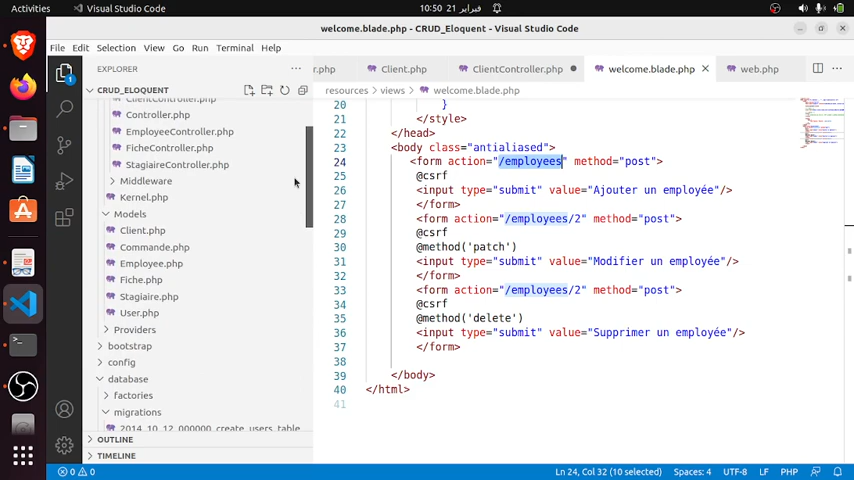 Activities
Visual Studio Code
10:50 21 فبراير
welcome.blade.php - CRUD_Eloquent - Visual Studio Code
File Edit Selection View Go Run Terminal Help
EXPLORER
CRUD_ELOQUENT
ClientController.php
Controller.php
EmployeeController.php
FicheController.php
StagiaireController.php
Middleware
Kernel.php
Models
Client.php
Commande.php
Employee.php
Fiche.php
Stagiaire.php
User.php
Providers
bootstrap
config
database
factories
migrations
2014_10_12_000000_create_users_table
OUTLINE
TIMELINE
r.php Client.php ClientController.php welcome.blade.php web.php
resources > views > welcome.blade.php
20 }
21 </style>
22 </head>
23 <body class="antialiased">
24 <form action="/employees" method="post">
25 @csrf
26 <input type="submit" value="Ajouter un employée"/>
27 </form>
28 <form action="/employees/2" method="post">
29 @csrf
30 @method('patch')
31 <input type="submit" value="Modifier un employée"/>
32 </form>
33 <form action="/employees/2" method="post">
34 @csrf
35 @method('delete')
36 <input type="submit" value="Supprimer un employée"/>
37 </form>
38
39 </body>
40 </html>
41
0 0
Ln 24, Col 32 (10 selected) Spaces: 4 UTF-8 LF PHP